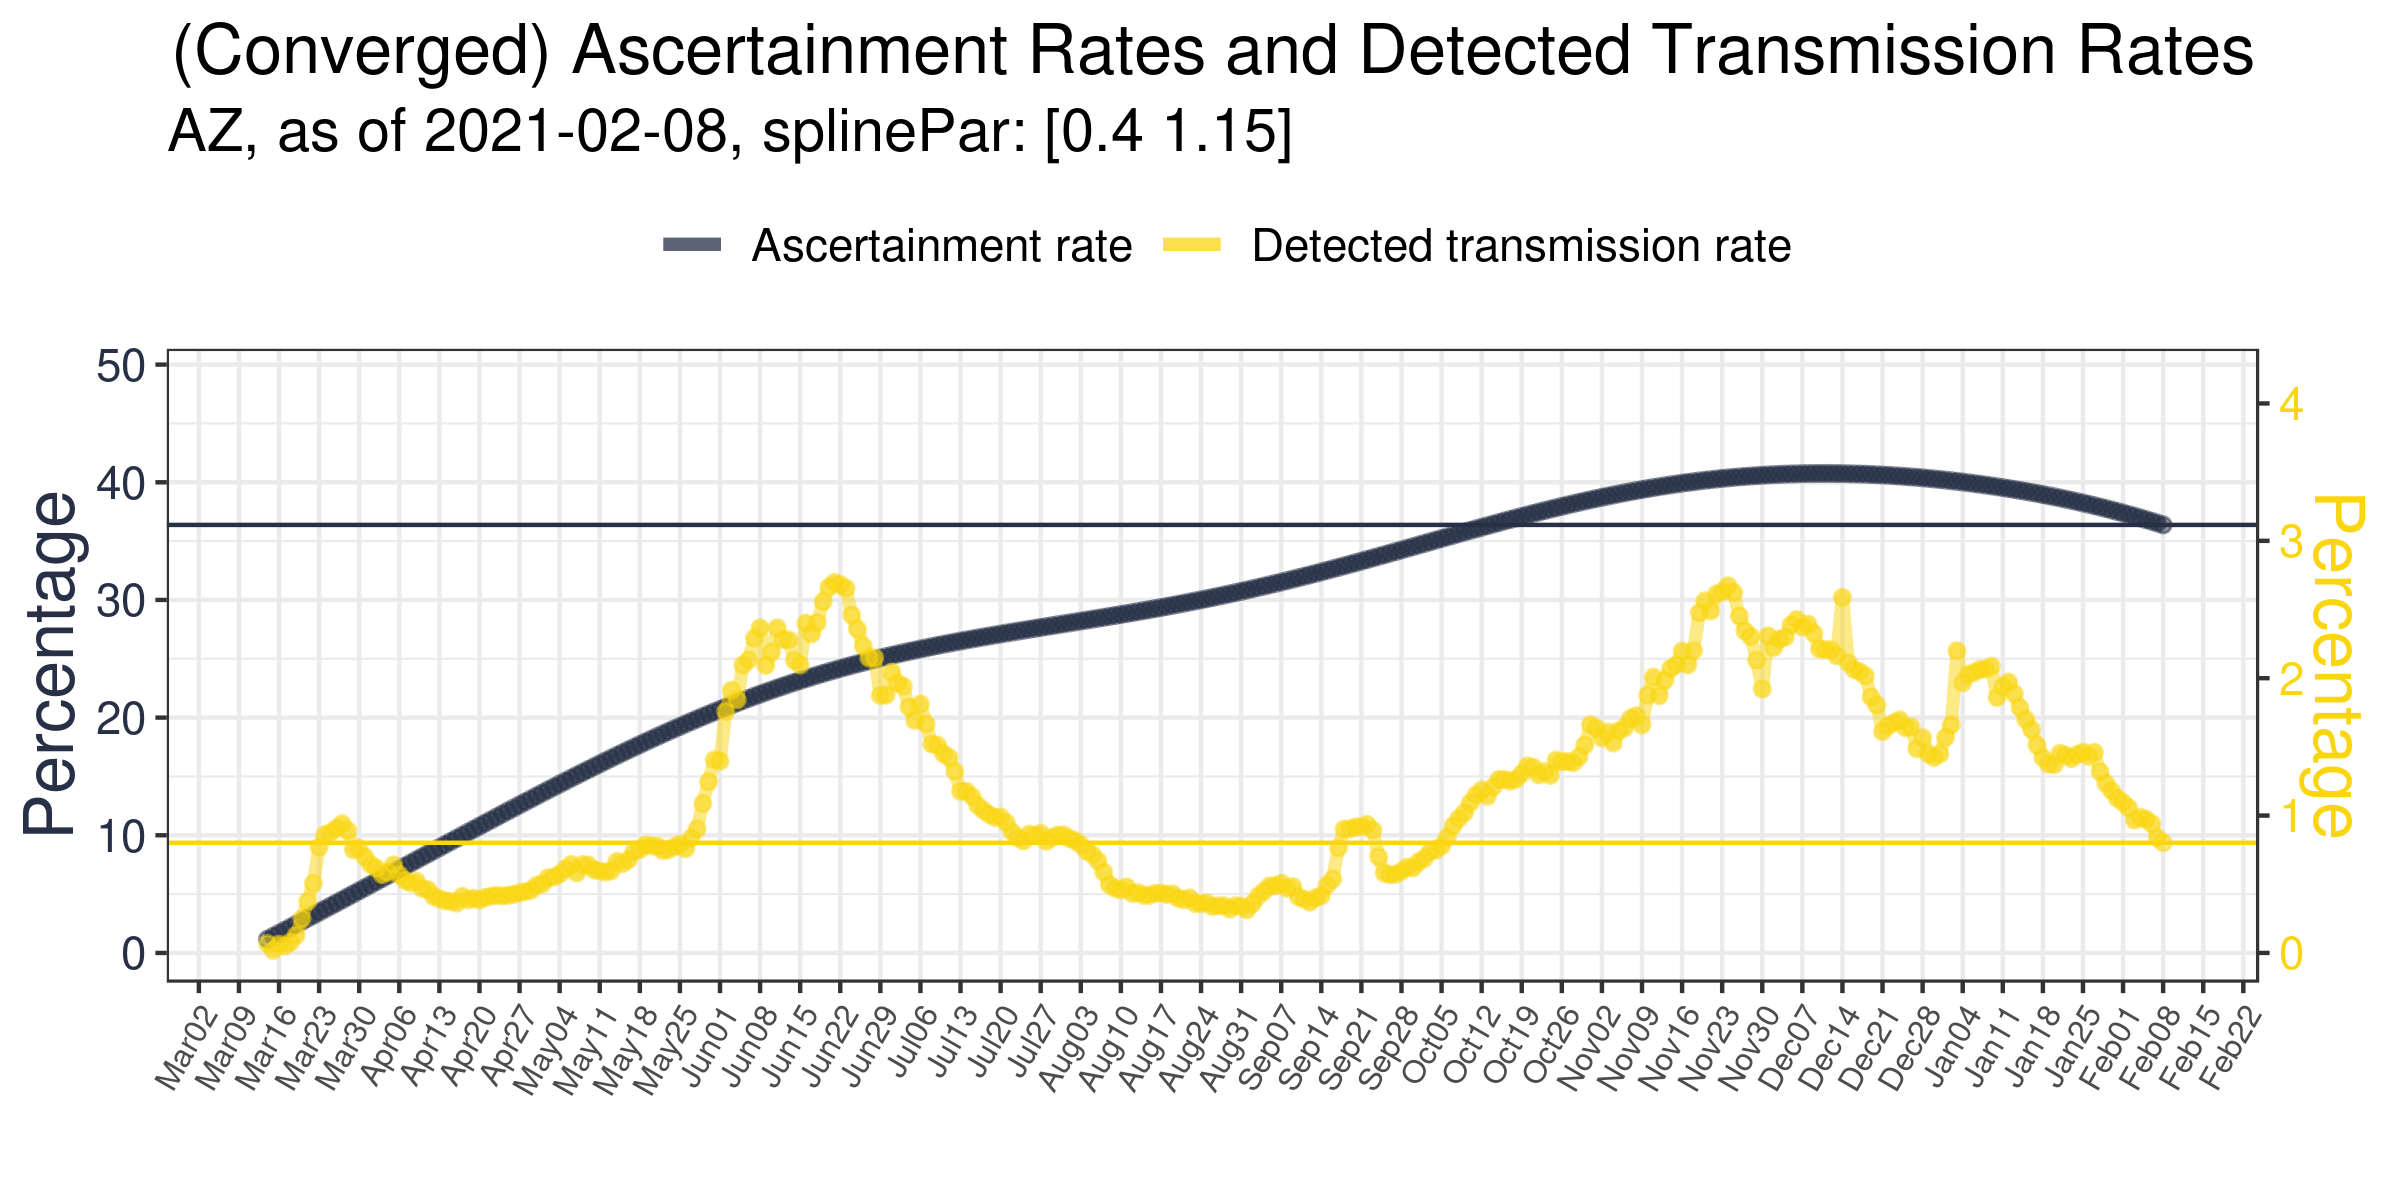 (Converged) Ascertainment Rates and Detected Transmission Rates
AZ, as of 2021-02-08, splinePar: [0.4 1.15]
Ascertainment rate Detected transmission rate
Percentage
50
40
30
20
10
0
4
3
2
1
0
Percentage
Mar02
Mar09
Mar16
Mar23
Mar30
Apr06
Apr13
Apr20
Apr27
May04
May11
May18
May25
Jun01
Jun08
Jun15
Jun22
Jun29
Jul06
Jul13
Jul20
Jul27
Aug03
Aug10
Aug17
Aug24
Aug31
Sep07
Sep14
Sep21
Sep28
Oct05
Oct12
Oct19
Oct26
Nov02
Nov09
Nov16
Nov23
Nov30
Dec07
Dec14
Dec21
Dec28
Jan04
Jan11
Jan18
Jan25
Feb01
Feb08
Feb15
Feb22